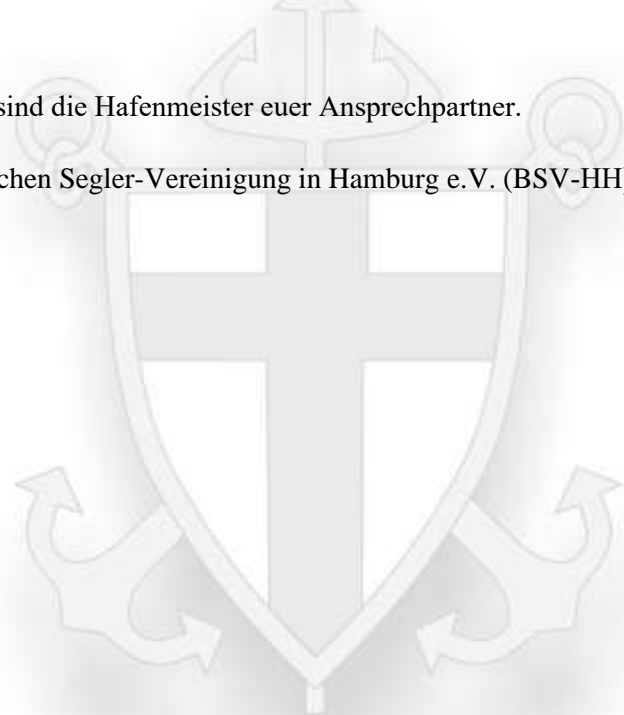 sind die Hafenmeister euer Ansprechpartner.
chen Segler-Vereinigung in Hamburg e.V. (BSV-HH)